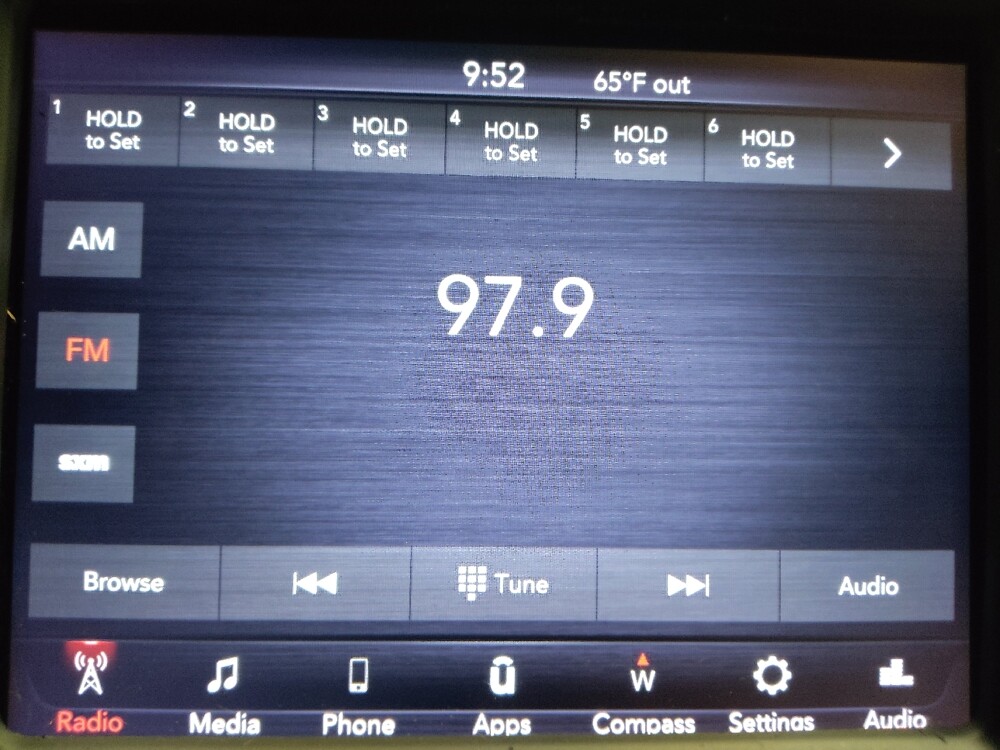 9:52 65°F out
1 HOLD to Set 2 HOLD to Set 3 HOLD to Set 4 HOLD to Set 5 HOLD to Set 6 HOLD to Set
AM
97.9
FM
sxm
Browse Tune Audio
W
Radio Media Phone Apps Compass Settings Audio